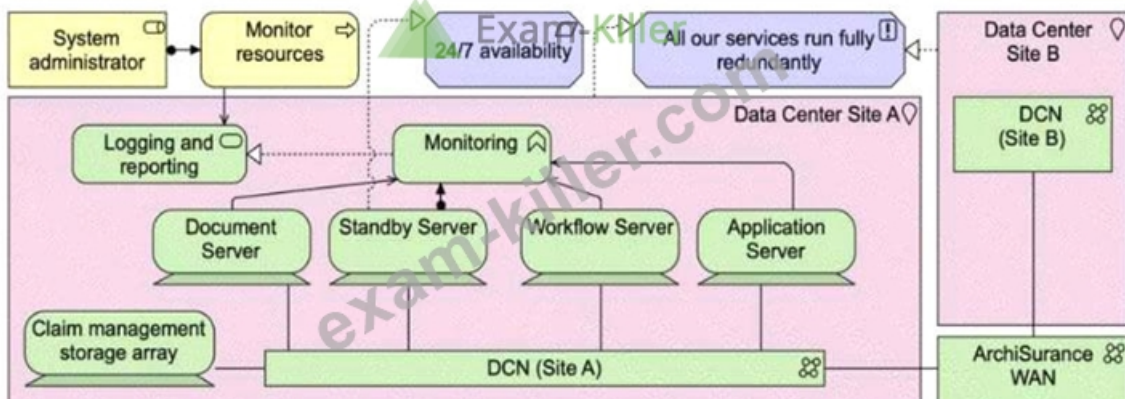 System
administrator
Monitor
resources
Exam-Killer
24/7 availability
All our services run fully
redundantly
Data Center
Site B
Data Center Site A
DCN
(Site B)
Logging and
reporting
Monitoring
exam-killer.com
Document
Server
Standby Server
Workflow Server
Application
Server
Claim management
storage array
DCN (Site A)
ArchiSurance
WAN